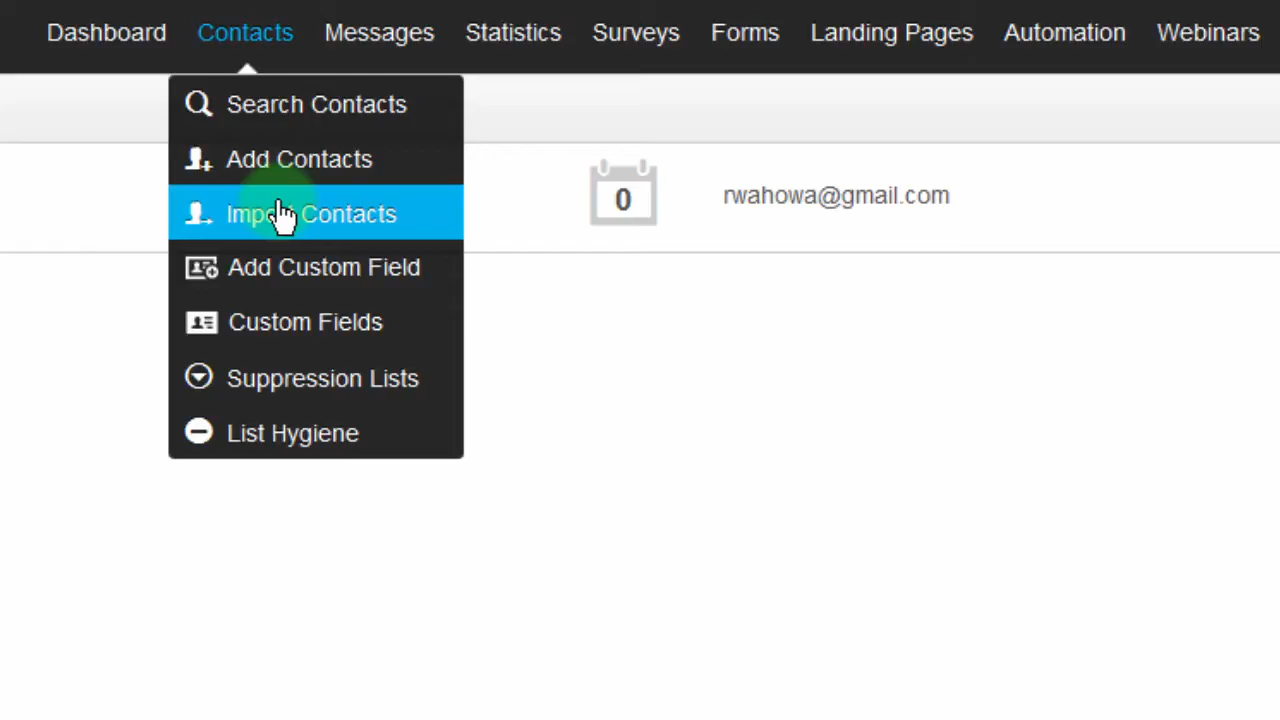 Dashboard Contacts Messages Statistics Surveys Forms Landing Pages Automation Webinars
Search Contacts
Add Contacts
Import Contacts
Add Custom Field
Custom Fields
Suppression Lists
List Hygiene
0 rwahowa@gmail.com